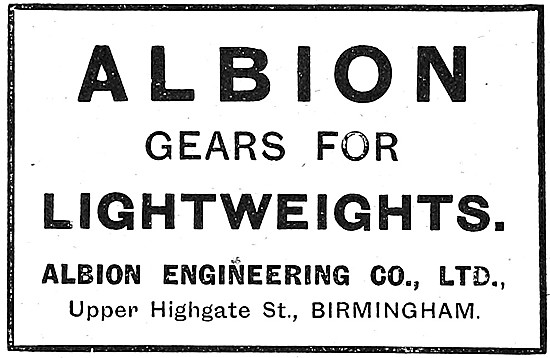 ALBION
GEARS FOR
LIGHTWEIGHTS.
ALBION ENGINEERING CO., LTD.,
Upper Highgate St., BIRMINGHAM.